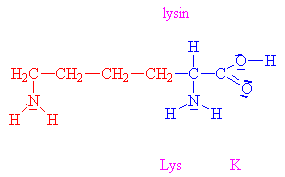 lysin
H
H₂C—CH₂—CH₂—CH₂—C—C O—H
O
N N
H H H H
Lys K